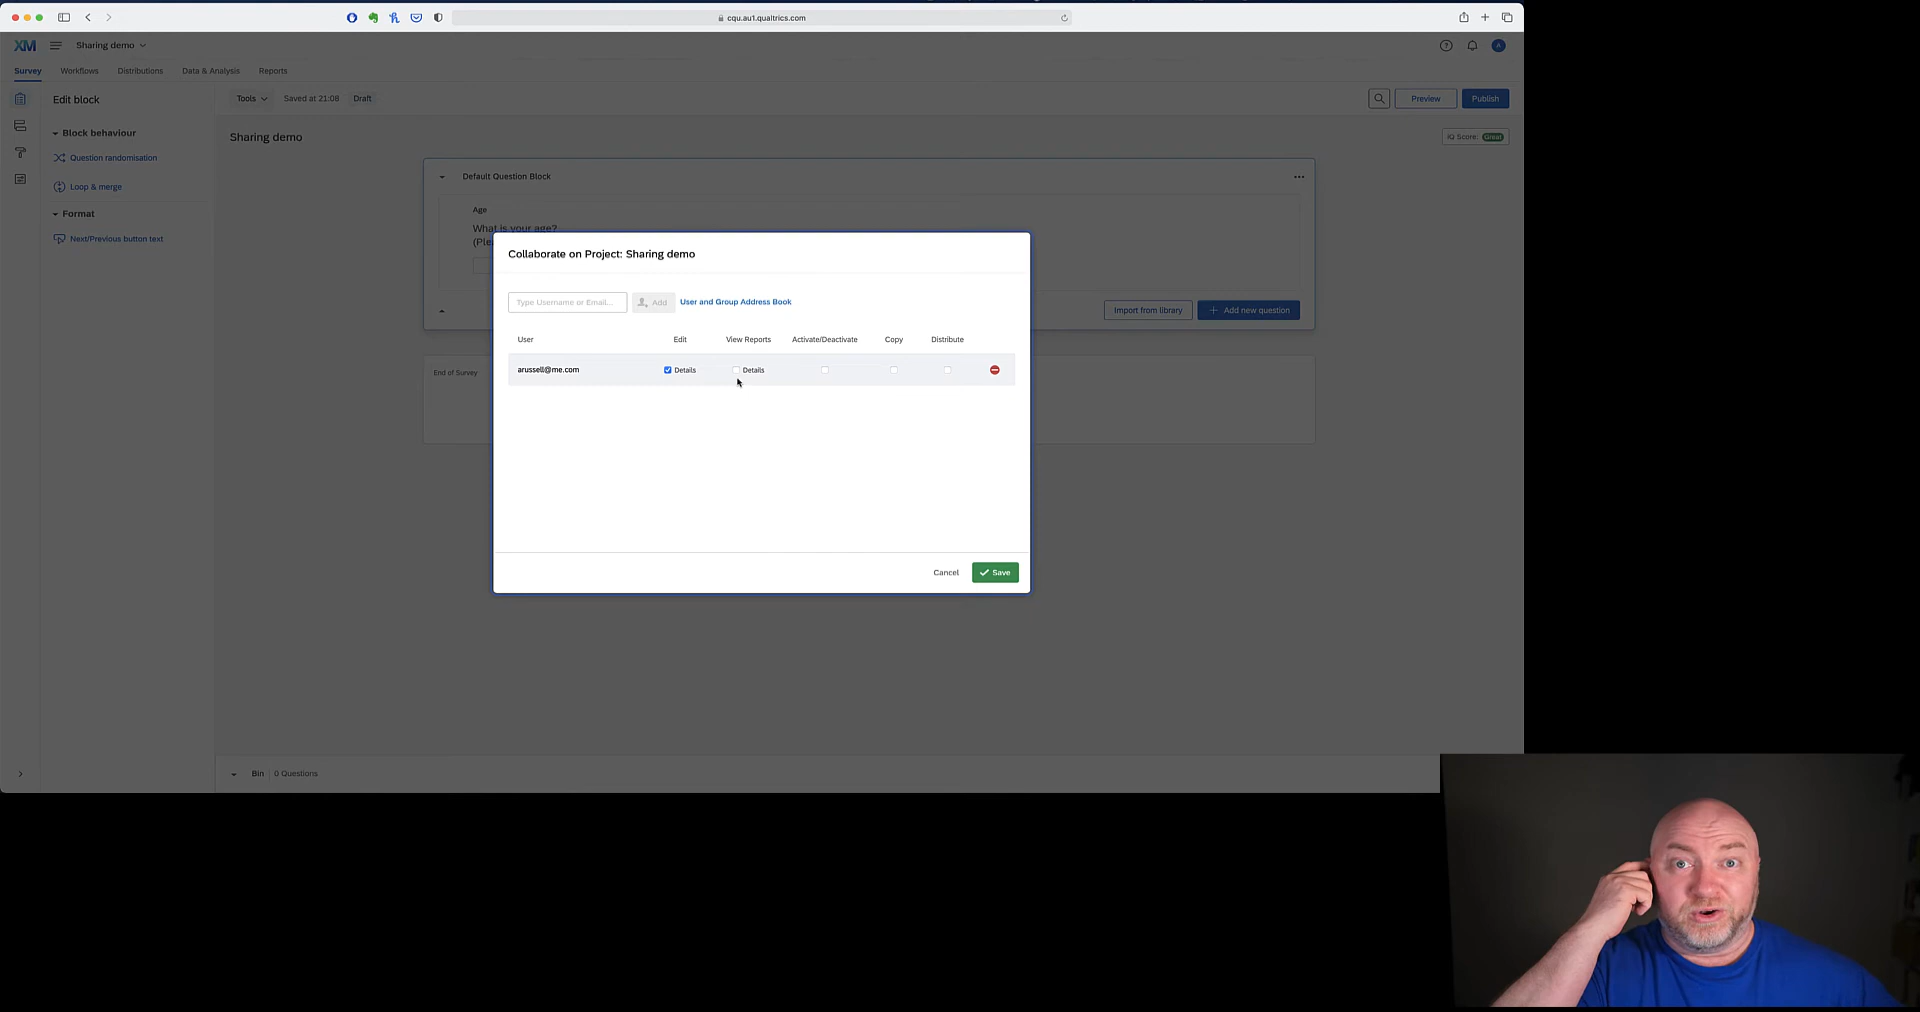 cqu.au1.qualtrics.com
XM
Sharing demo
A
Survey
Workflows
Distributions
Data & Analysis
Reports
Edit block
Tools
Saved at 21:08
Draft
Preview
Publish
Block behaviour
Sharing demo
IQ Score: Great
Question randomisation
Default Question Block
Loop & merge
Age
Format
What is your age?
Next/Previous button text
(Ple
Collaborate on Project: Sharing demo
Type Username or Email...
Add
User and Group Address Book
Import from library
Add new question
User
Edit
View Reports
Activate/Deactivate
Copy
Distribute
arussell@me.com
Details
Details
End of Survey
Cancel
Save
Bin
0 Questions